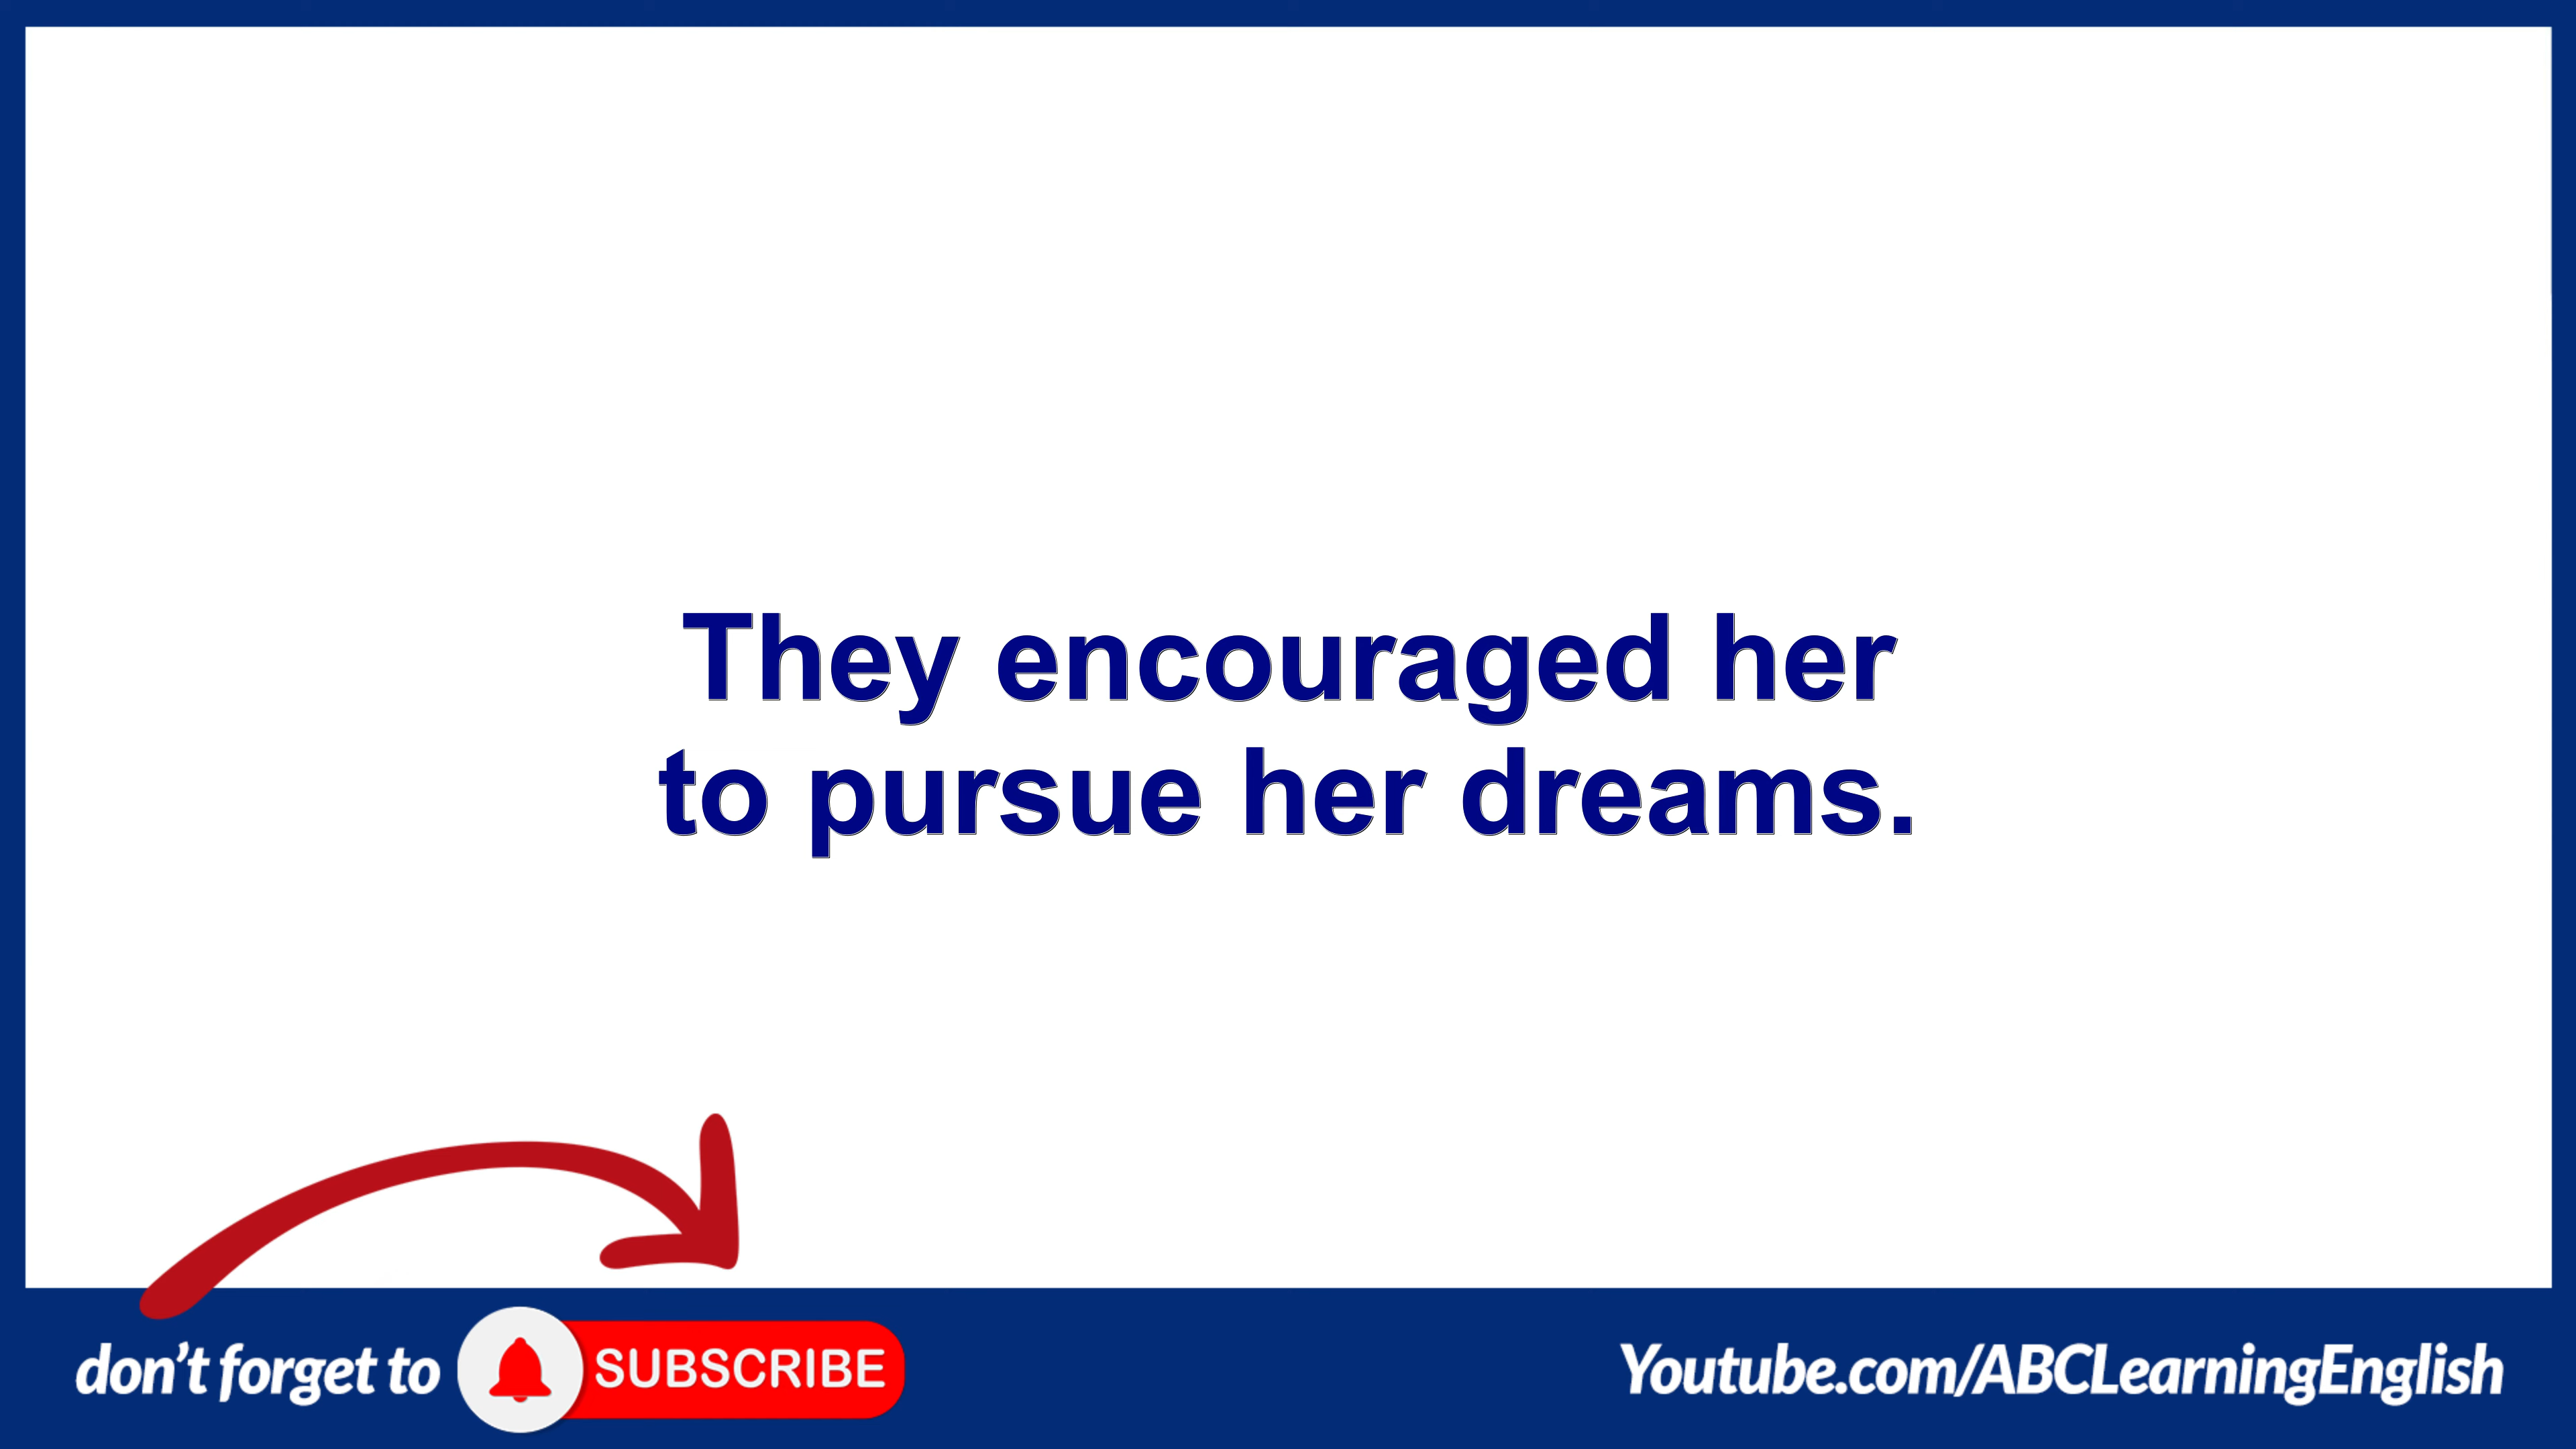 They encouraged her
to pursue her dreams.
don't forget to SUBSCRIBE
Youtube.com/ABCLearningEnglish